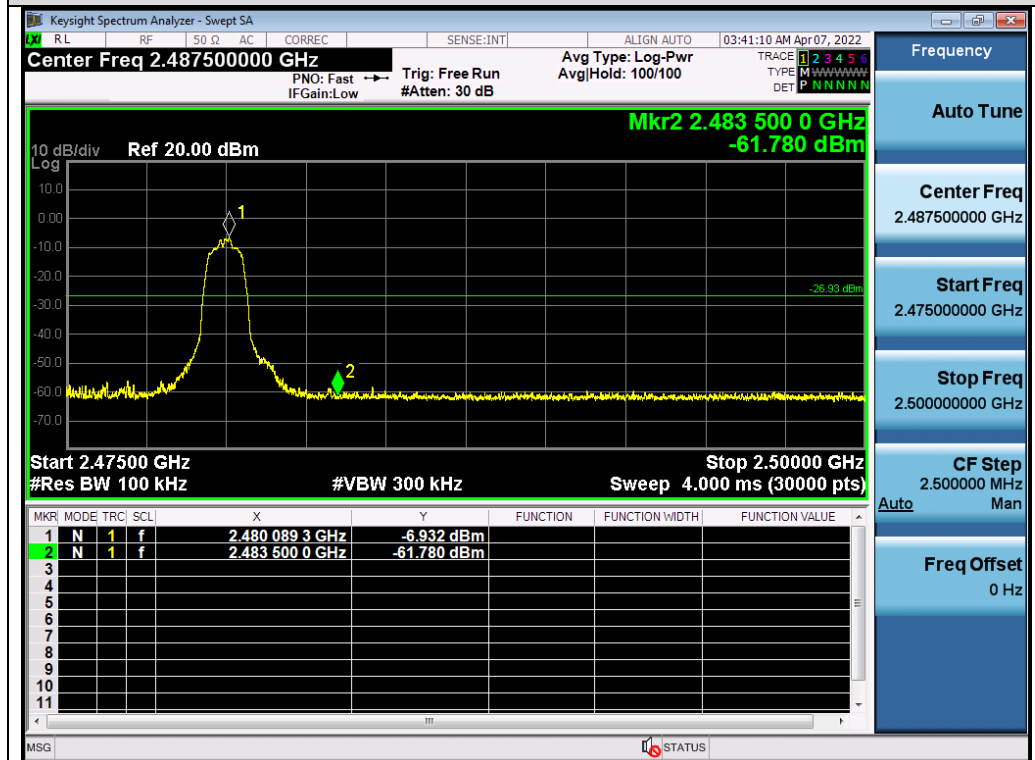 Keysight Spectrum Analyzer - Swept SA
LXI RL RF 50 Ω AC CORREC SENSE:INT ALIGN AUTO 03:41:10 AM Apr 07, 2022
Center Freq 2.487500000 GHz Avg Type: Log-Pwr TRACE 1 2 3 4 5 6
PNO: Fast Trig: Free Run Avg|Hold: 100/100 TYPE M WWWWW
IFGain:Low #Atten: 30 dB DET P N N N N N
Mkr2 2.483 500 0 GHz
-61.780 dBm
10 dB/div Ref 20.00 dBm
Log
10.0
0.00
-10.0
-20.0
-30.0
-40.0
-50.0
-60.0
-70.0
1
-26.93 dBm
2
Start 2.47500 GHz Stop 2.50000 GHz
#Res BW 100 kHz #VBW 300 kHz Sweep 4.000 ms (30000 pts)
MKR MODE TRC SCL X Y FUNCTION FUNCTION WIDTH FUNCTION VALUE
1 N 1 f 2.480 089 3 GHz -6.932 dBm
2 N 1 f 2.483 500 0 GHz -61.780 dBm
3
4
5
6
7
8
9
10
11
MSG STATUS
Frequency
Auto Tune
Center Freq
2.487500000 GHz
Start Freq
2.475000000 GHz
Stop Freq
2.500000000 GHz
CF Step
2.500000 MHz
Auto Man
Freq Offset
0 Hz